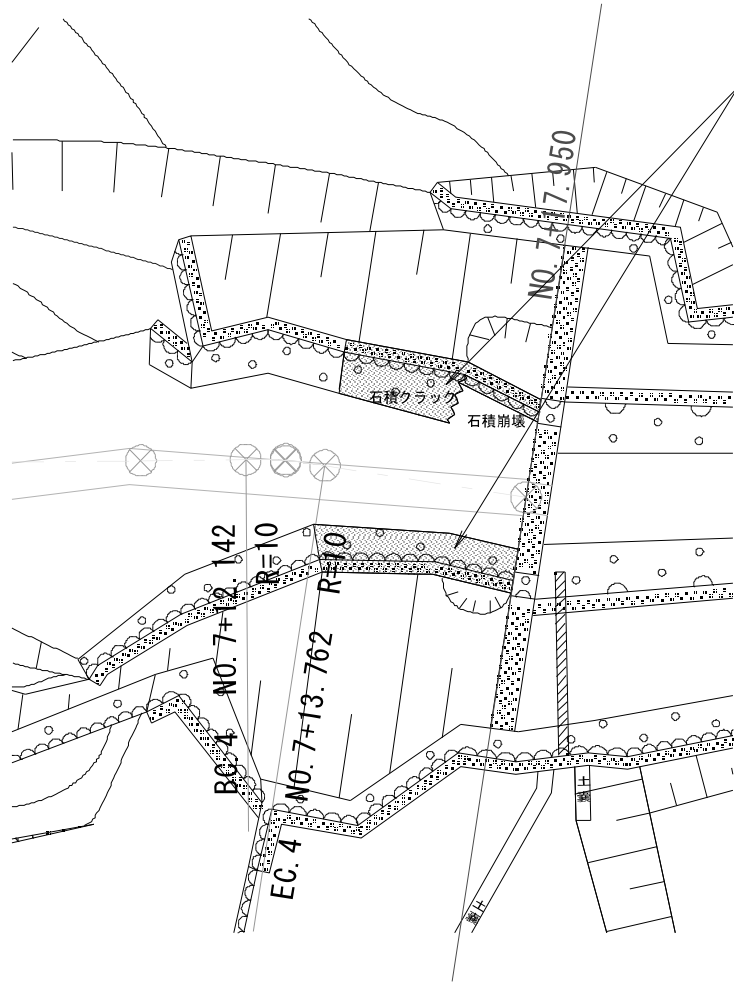 NO. 7+17. 950
石積クラック
石積崩壊
NO. 7+12. 142
R=10
R=10
BC. 4
NO. 7+13. 762
EC. 4
土嚢
土嚢